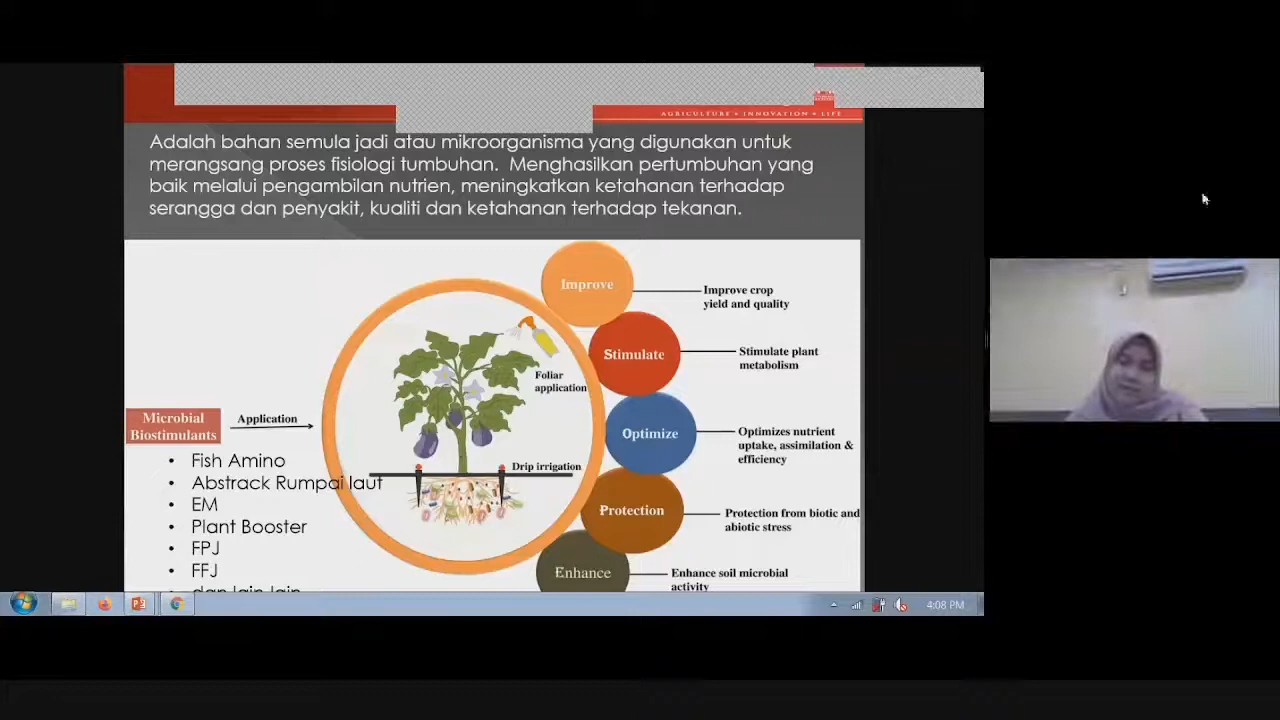 AGRICULTURE • INNOVATION • LIFE
Adalah bahan semula jadi atau mikroorganisma yang digunakan untuk
merangsang proses fisiologi tumbuhan. Menghasilkan pertumbuhan yang
baik melalui pengambilan nutrien, meningkatkan ketahanan terhadap
serangga dan penyakit, kualiti dan ketahanan terhadap tekanan.
Improve
Improve crop
yield and quality
Stimulate
Stimulate plant
metabolism
Foliar
application
Microbial
Biostimulants
Application
Optimize
Optimizes nutrient
uptake, assimilation &
efficiency
Drip irrigation
• Fish Amino
• Abstrack Rumpai laut
• EM
• Plant Booster
• FPJ
• FFJ
• dan lain lain
Protection
Protection from biotic and
abiotic stress
Enhance
Enhance soil microbial
activity
4:08 PM